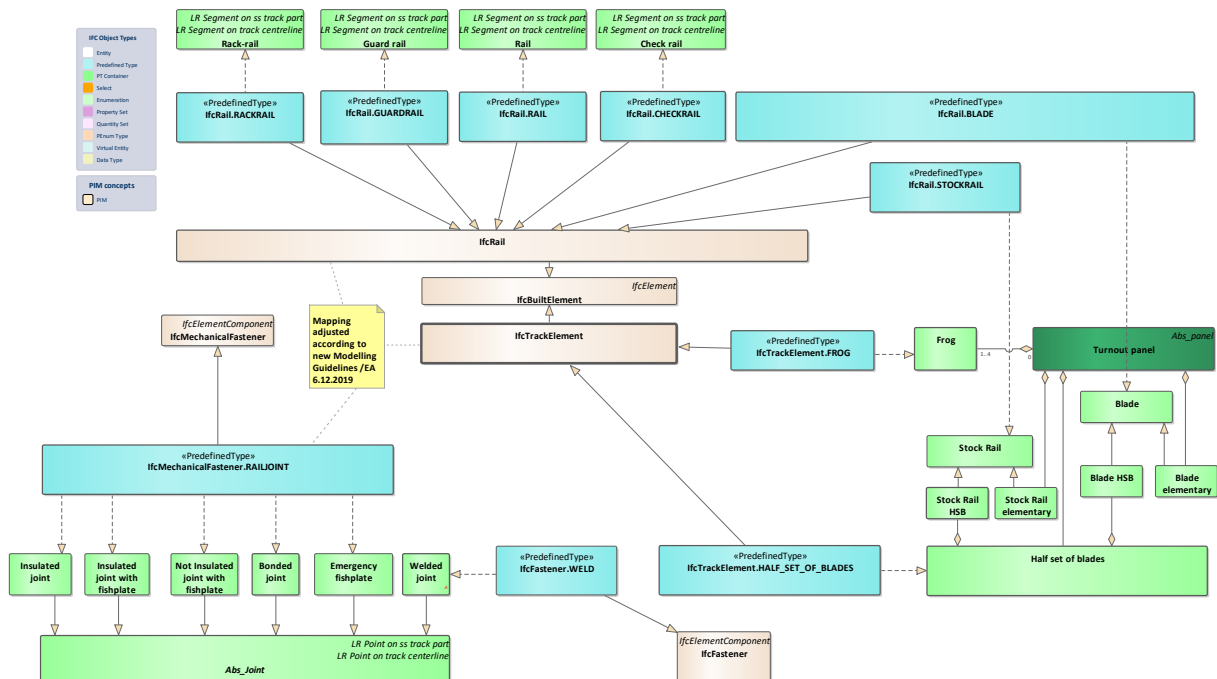 IFC Object Types
Entity
Predefined Type
PT Container
Select
Enumeration
Property Set
Quantity Set
PEnum Type
Virtual Entity
Data Type
PIM concepts
PIM
LR Segment on ss track part
LR Segment on track centreline
Rack-rail
LR Segment on ss track part
LR Segment on track centreline
Guard rail
LR Segment on ss track part
LR Segment on track centreline
Rail
LR Segment on ss track part
LR Segment on track centreline
Check rail
«PredefinedType»
IfcRail.RACKRAIL
«PredefinedType»
IfcRail.GUARDRAIL
«PredefinedType»
IfcRail.RAIL
«PredefinedType»
IfcRail.CHECKRAIL
«PredefinedType»
IfcRail.BLADE
«PredefinedType»
IfcRail.STOCKRAIL
IfcRail
IfcElement
IfcBuiltElement
IfcTrackElement
Mapping
adjusted
according to
new Modelling
Guidelines /EA
6.12.2019
IfcElementComponent
IfcMechanicalFastener
«PredefinedType»
IfcTrackElement.FROG
Frog
1..4
0
Abs_panel
Turnout panel
Blade
Stock Rail
Blade HSB
Blade
elementary
Stock Rail
HSB
Stock Rail
elementary
«PredefinedType»
IfcMechanicalFastener.RAILJOINT
Insulated
joint
Insulated
joint with
fishplate
Not Insulated
joint with
fishplate
Bonded
joint
Emergency
fishplate
Welded
joint
«PredefinedType»
IfcFastener.WELD
«PredefinedType»
IfcTrackElement.HALF_SET_OF_BLADES
Half set of blades
LR Point on ss track part
LR Point on track centerline
Abs_Joint
IfcElementComponent
IfcFastener